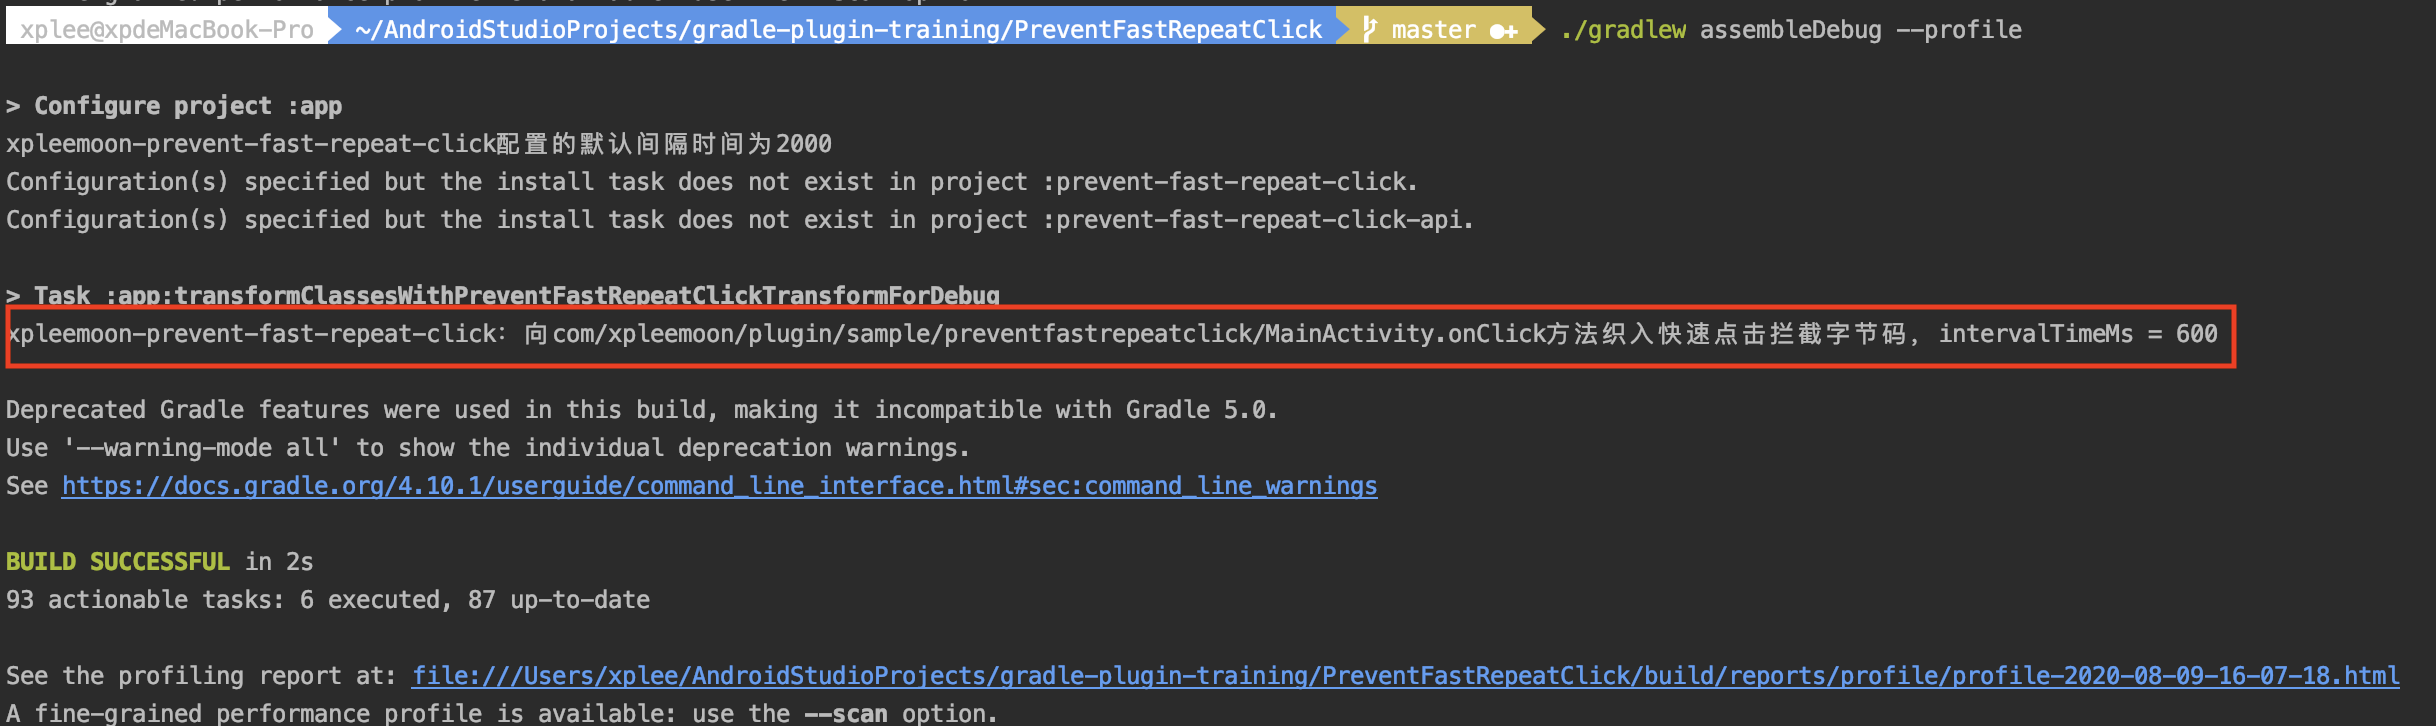 xplee@xpdeMacBook-Pro ~/AndroidStudioProjects/gradle-plugin-training/PreventFastRepeatClick master ●+ ./gradlew assembleDebug --profile
> Configure project :app
xpleemoon-prevent-fast-repeat-click配置的默认间隔时间为2000
Configuration(s) specified but the install task does not exist in project :prevent-fast-repeat-click.
Configuration(s) specified but the install task does not exist in project :prevent-fast-repeat-click-api.
> Task :app:transformClassesWithPreventFastRepeatClickTransformForDebug
xpleemoon-prevent-fast-repeat-click：向com/xpleemoon/plugin/sample/preventfastrepeatclick/MainActivity.onClick方法织入快速点击拦截字节码，intervalTimeMs = 600
Deprecated Gradle features were used in this build, making it incompatible with Gradle 5.0.
Use '--warning-mode all' to show the individual deprecation warnings.
See https://docs.gradle.org/4.10.1/userguide/command_line_interface.html#sec:command_line_warnings
BUILD SUCCESSFUL in 2s
93 actionable tasks: 6 executed, 87 up-to-date
See the profiling report at: file:///Users/xplee/AndroidStudioProjects/gradle-plugin-training/PreventFastRepeatClick/build/reports/profile/profile-2020-08-09-16-07-18.html
A fine-grained performance profile is available: use the --scan option.